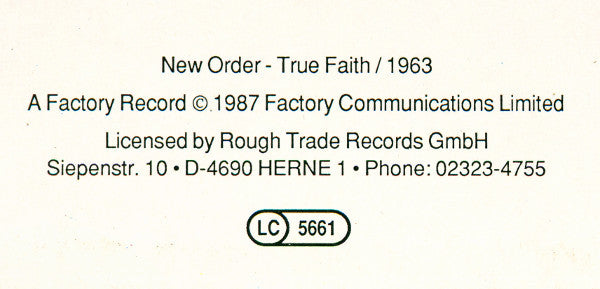 New Order - True Faith / 1963
A Factory Record © 1987 Factory Communications Limited
Licensed by Rough Trade Records GmbH
Siepenstr. 10 • D-4690 HERNE 1 • Phone: 02323-4755
LC 5661